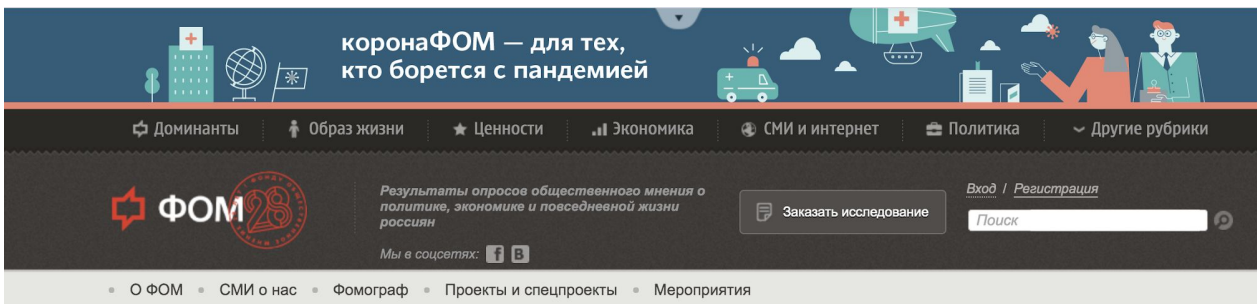 коронаФОМ — для тех,
кто борется с пандемией
Доминанты
Образ жизни
Ценности
Экономика
СМИ и интернет
Политика
Другие рубрики
ФОМ
28
Результаты опросов общественного мнения о
политике, экономике и повседневной жизни
россиян
Мы в соцсетях: f B
Заказать исследование
Вход / Регистрация
Поиск
О ФОМ
СМИ о нас
Фомограф
Проекты и спецпроекты
Мероприятия